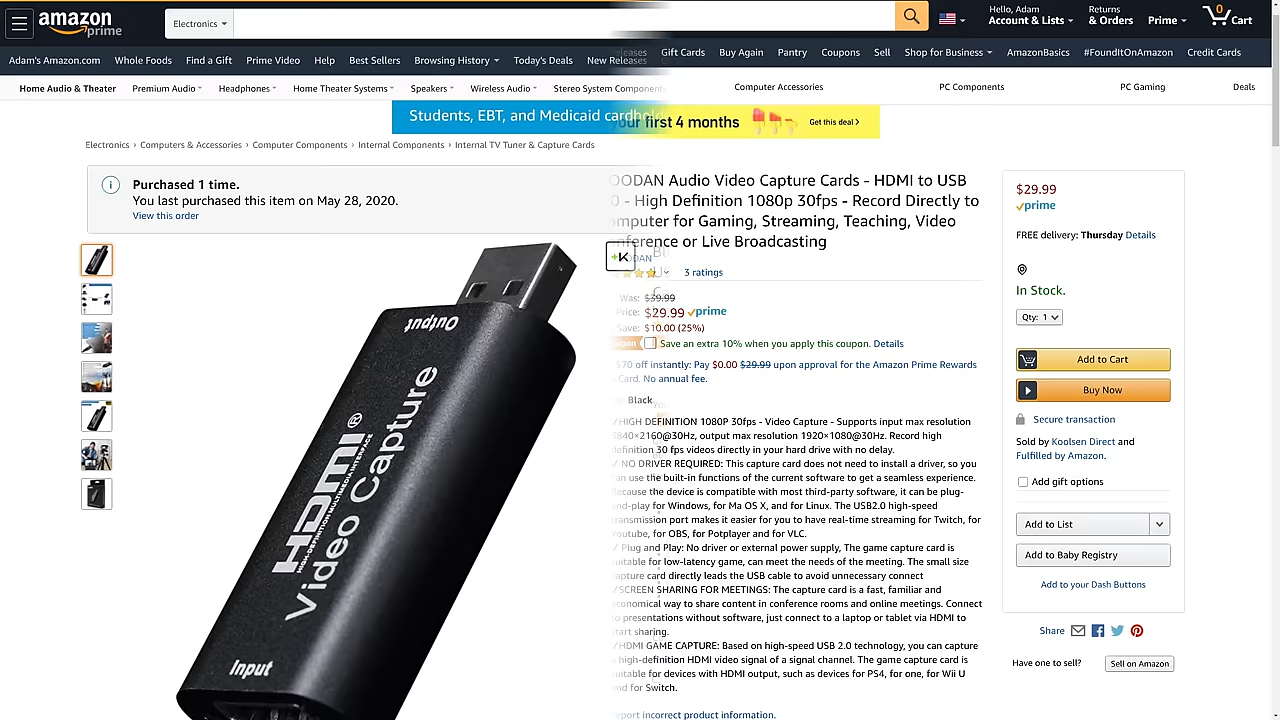 amazon prime
Electronics
Hello, Adam
Account & Lists
Returns
& Orders
Prime
0
Cart
Adam's Amazon.com Whole Foods Find a Gift Prime Video Help Best Sellers Browsing History Today's Deals New Releases Gift Cards Buy Again Pantry Coupons Sell Shop for Business AmazonBasics #FoundItOnAmazon Credit Cards
Home Audio & Theater Premium Audio Headphones Home Theater Systems Speakers Wireless Audio Stereo System Components Computer Accessories PC Components PC Gaming Deals
Students, EBT, and Medicaid
your first 4 months
Get this deal
Electronics › Computers & Accessories › Computer Components › Internal Components › Internal TV Tuner & Capture Cards
Purchased 1 time.
You last purchased this item on May 28, 2020.
View this order
Output
HDMI®
HIGH-DEFINITION MULTIMEDIA INTERFACE
Video Capture
Input
Audio Video Capture Cards - HDMI to USB
- High Definition 1080p 30fps - Record Directly to
for Gaming, Streaming, Teaching, Video
or Live Broadcasting
+K
3 ratings
Was: $39.99
Price: $29.99 prime
Save: $10.00 (25%)
Save an extra 10% when you apply this coupon. Details
$70 off instantly: Pay $0.00 $29.99 upon approval for the Amazon Prime Rewards
Card. No annual fee.
Black
HIGH DEFINITION 1080P 30fps - Video Capture - Supports input max resolution
3840×2160@30Hz, output max resolution 1920×1080@30Hz. Record high
definition 30 fps videos directly in your hard drive with no delay.
NO DRIVER REQUIRED: This capture card does not need to install a driver, so you
can use the built-in functions of the current software to get a seamless experience.
Because the device is compatible with most third-party software, it can be plug-
and-play for Windows, for Ma OS X, and for Linux. The USB2.0 high-speed
transmission port makes it easier for you to have real-time streaming for Twitch, for
Youtube, for OBS, for Potplayer and for VLC.
Plug and Play: No driver or external power supply, The game capture card is
suitable for low-latency game, can meet the needs of the meeting. The small size
capture card directly leads the USB cable to avoid unnecessary connect
SCREEN SHARING FOR MEETINGS: The capture card is a fast, familiar and
economical way to share content in conference rooms and online meetings. Connect
to presentations without software, just connect to a laptop or tablet via HDMI to
start sharing.
HDMI GAME CAPTURE: Based on high-speed USB 2.0 technology, you can capture
high-definition HDMI video signal of a signal channel. The game capture card is
suitable for devices with HDMI output, such as devices for PS4, for one, for Wii U
and for Switch.
Report incorrect product information.
$29.99
prime
FREE delivery: Thursday Details
In Stock.
Qty: 1
Add to Cart
Buy Now
Secure transaction
Sold by Koolsen Direct and
Fulfilled by Amazon.
Add gift options
Add to List
Add to Baby Registry
Add to your Dash Buttons
Share
Have one to sell?
Sell on Amazon